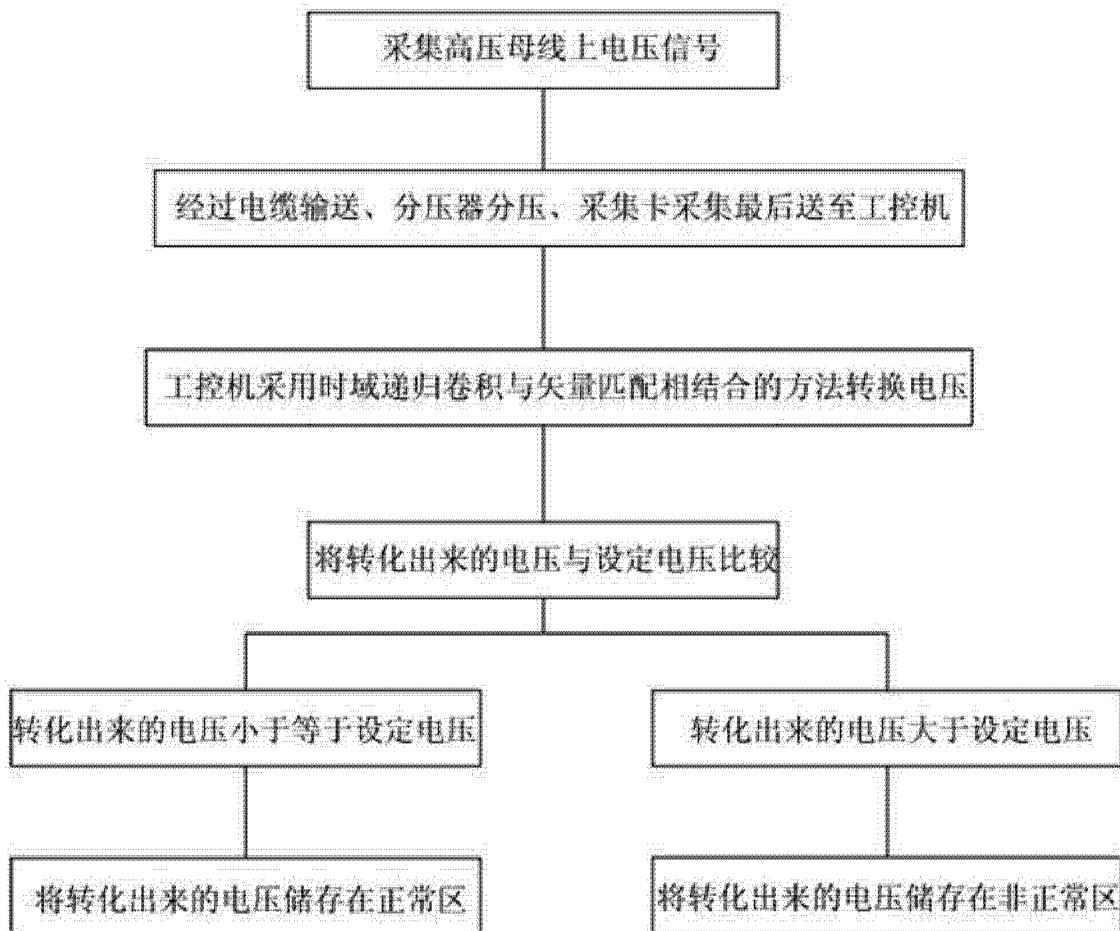 采集高压母线上电压信号
经过电缆输送、分压器分压、采集卡采集最后送至工控机
工控机采用时域递归卷积与矢量匹配相结合的方法转换电压
将转化出来的电压与设定电压比较
转化出来的电压小于等于设定电压
转化出来的电压大于设定电压
将转化出来的电压储存在正常区
将转化出来的电压储存在非正常区